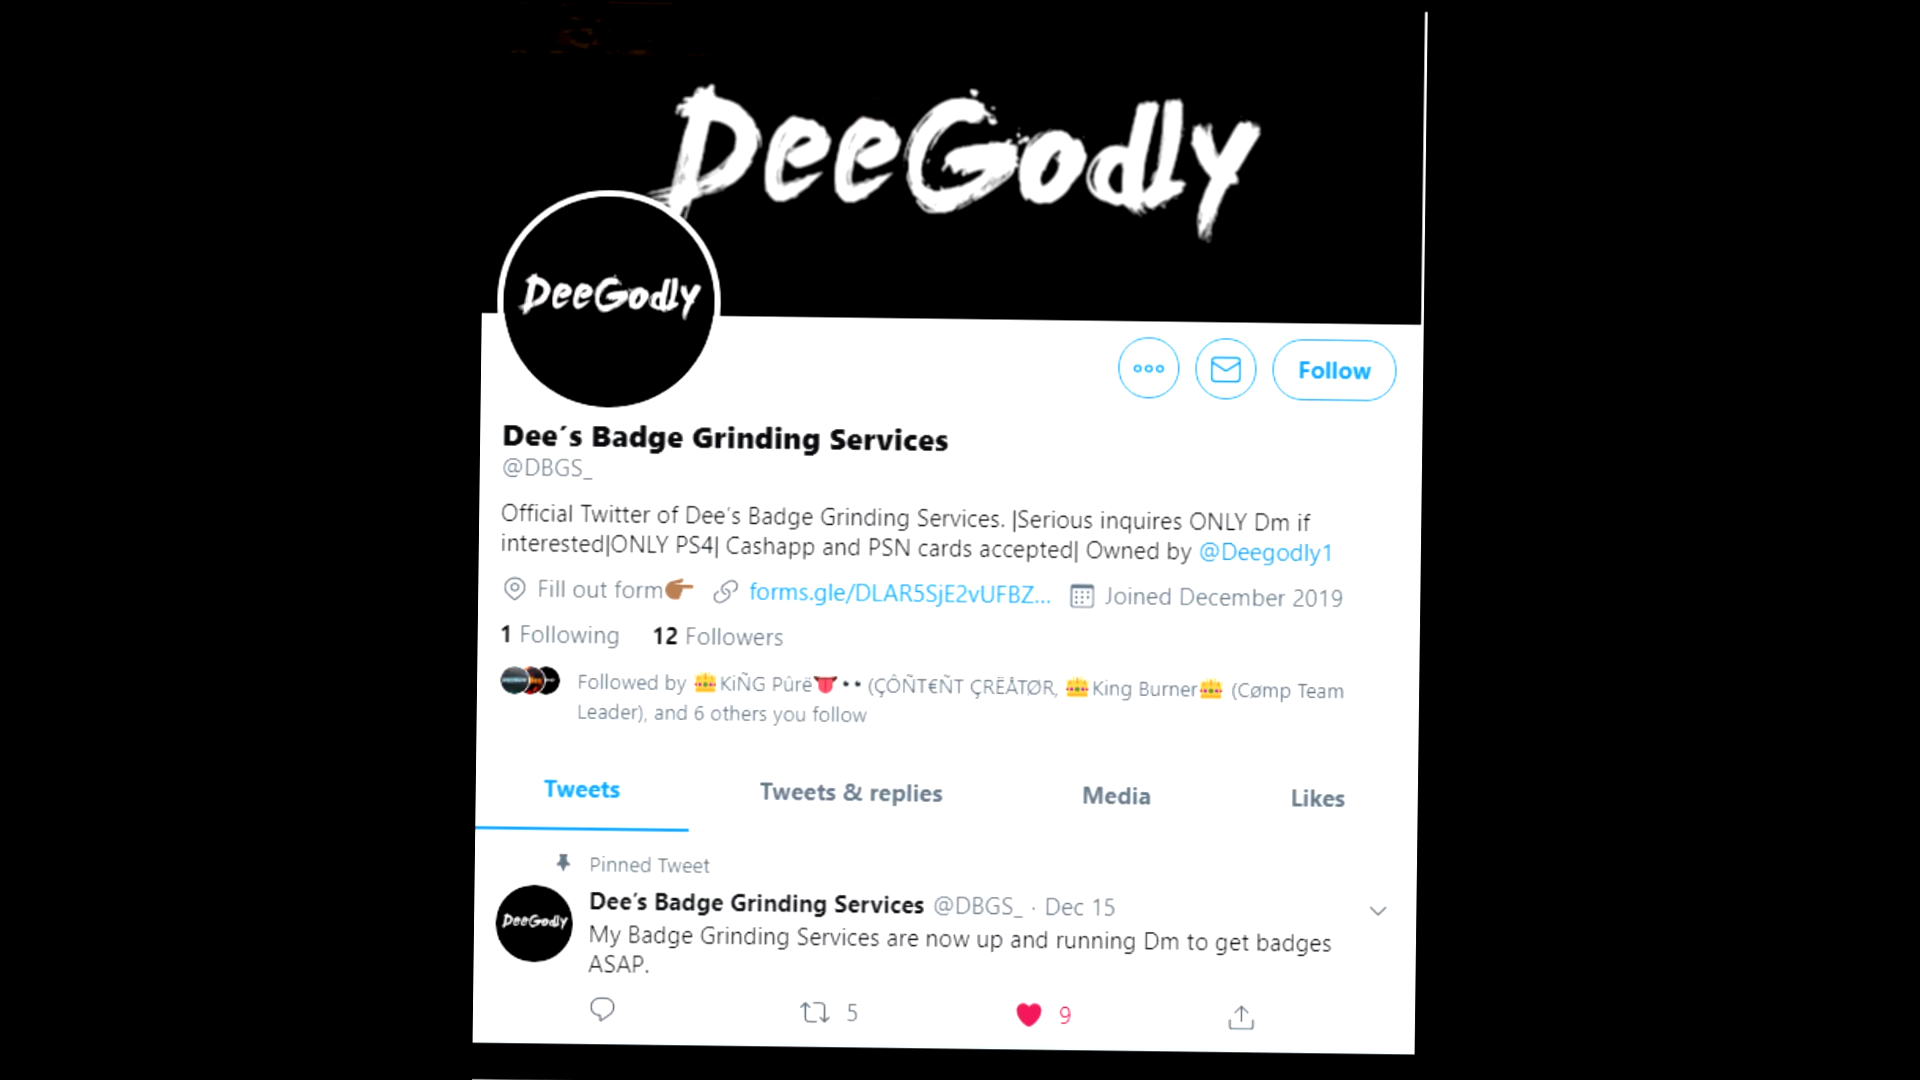 DeeGodly
DeeGodly
Follow
Dee´s Badge Grinding Services
@DBGS_
Official Twitter of Dee's Badge Grinding Services. |Serious inquires ONLY Dm if
interested|ONLY PS4| Cashapp and PSN cards accepted| Owned by @Deegodly1
Fill out form👉🏾 forms.gle/DLAR5SjE2vUFBZ... Joined December 2019
1 Following 12 Followers
Followed by 👑KiÑG Pûrë👅•• (ÇÔÑT€ÑT ÇRËÅTØR, 👑King Burner👑 (Cømp Team
Leader), and 6 others you follow
Tweets Tweets & replies Media Likes
Pinned Tweet
Dee´s Badge Grinding Services @DBGS_ · Dec 15
DeeGodly
My Badge Grinding Services are now up and running Dm to get badges
ASAP.
5 9